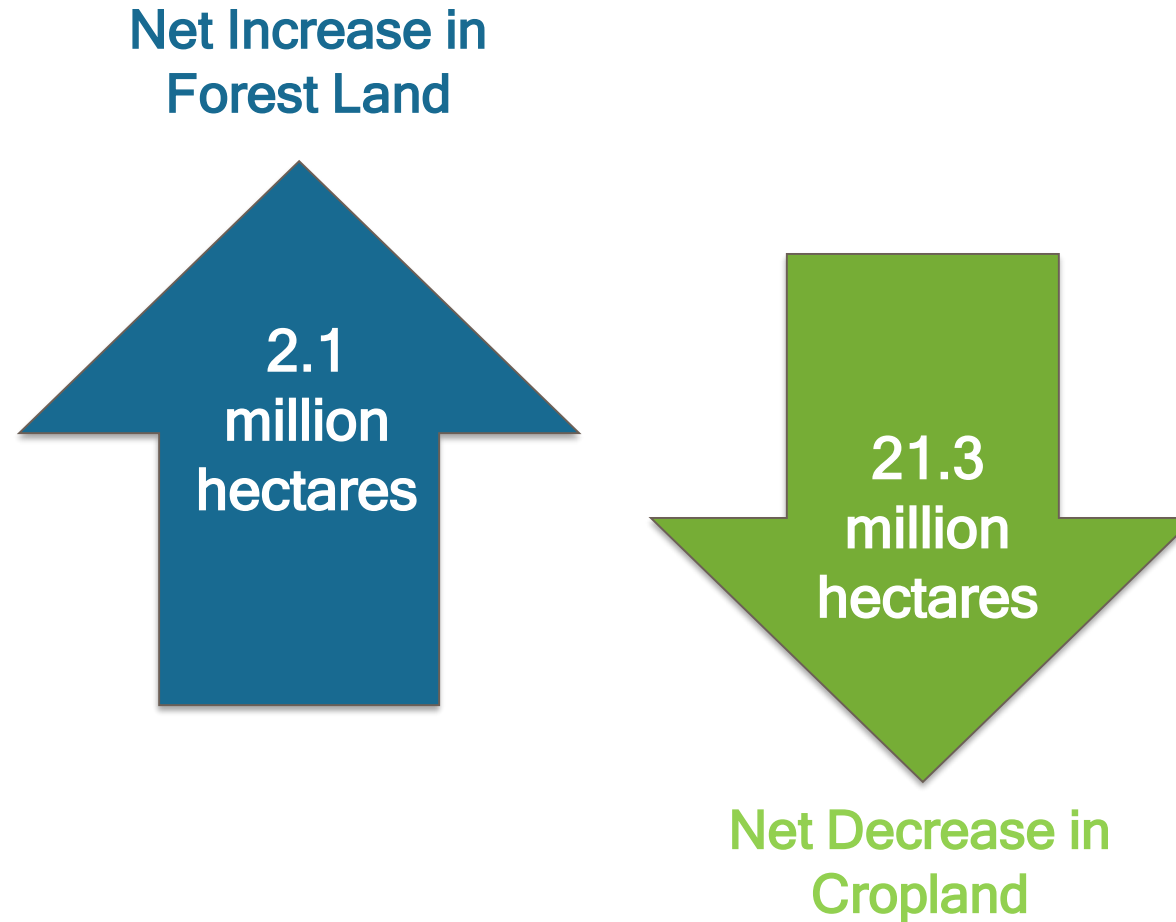 Net Increase in
Forest Land
2.1
million
hectares
21.3
million
hectares
Net Decrease in
Cropland